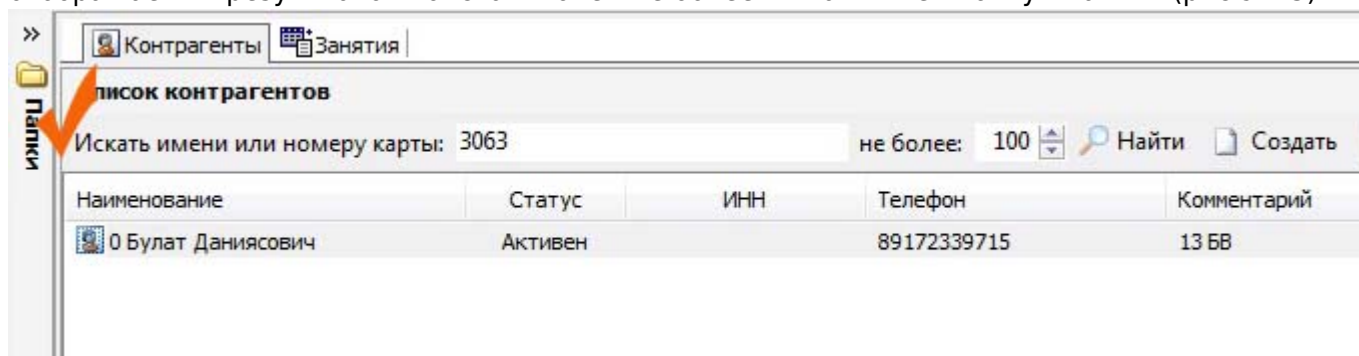 »
Контрагенты Занятия
Папки
писок контрагентов
Искать имени или номеру карты: 3063 не более: 100 Найти Создать
Наименование Статус ИНН Телефон Комментарий
0 Булат Даниясович Активен 89172339715 13 БВ